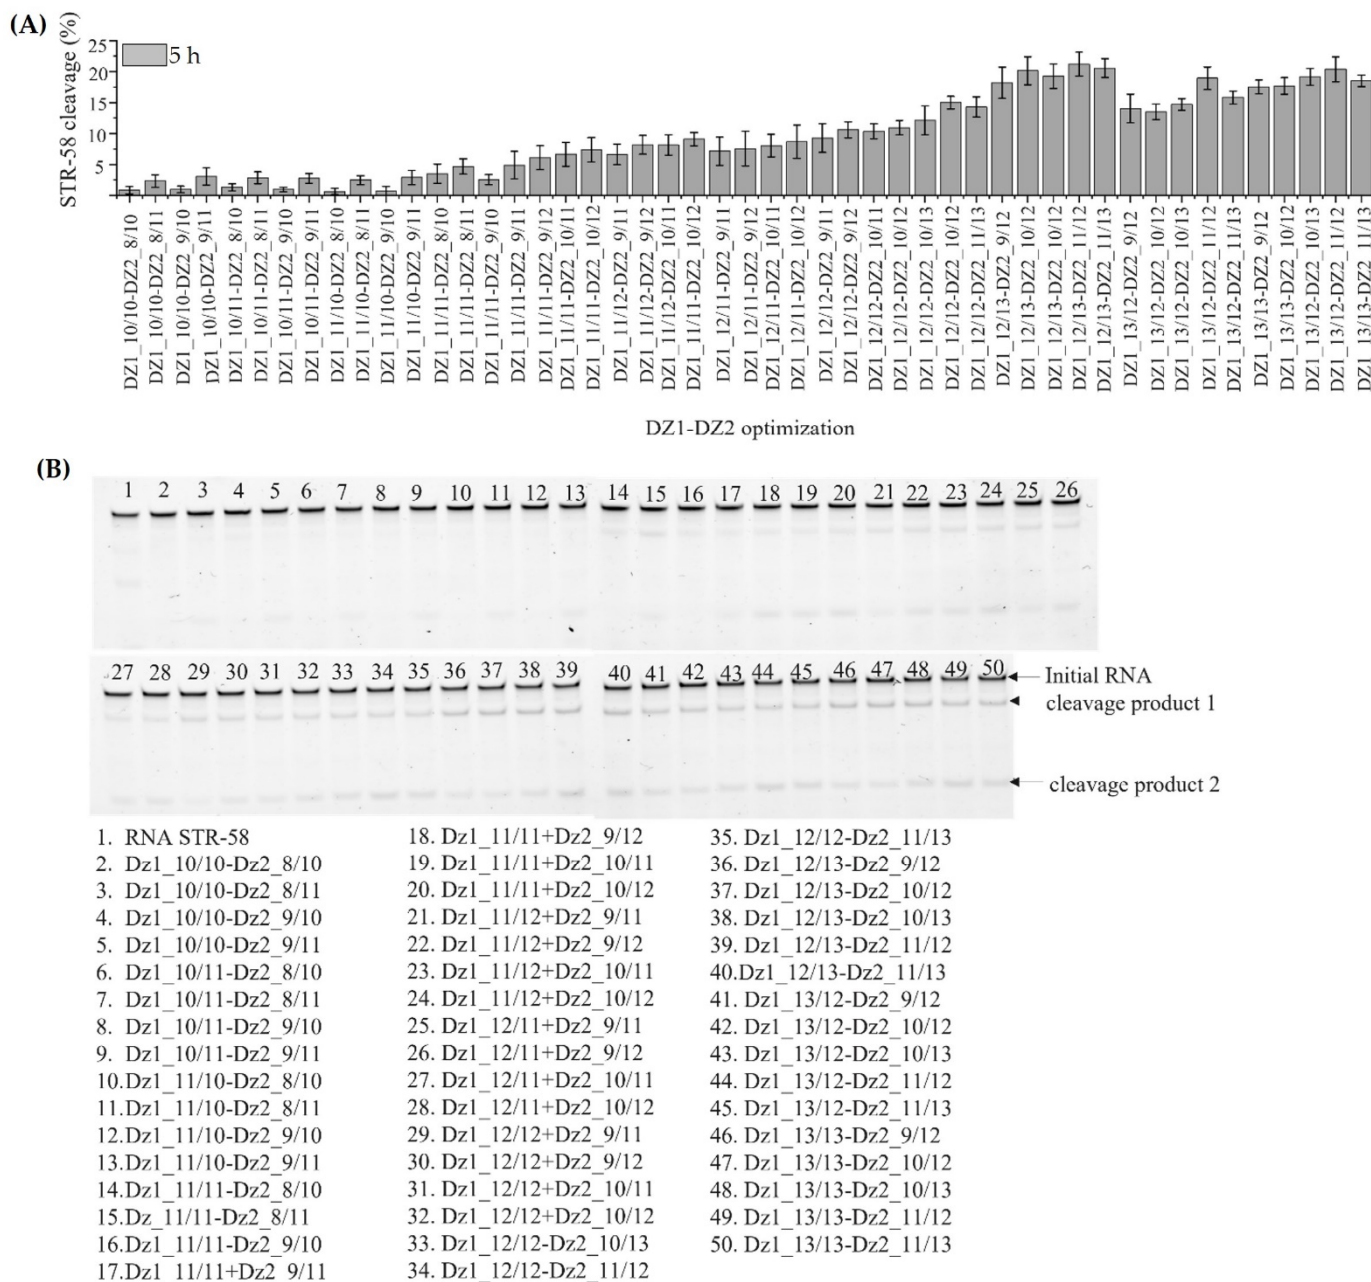 (A)
STR-58 cleavage (%)
25
20
15
10
5
5 h
DZ1_10/10-DZ2_8/10
DZ1_10/10-DZ2_8/11
DZ1_10/10-DZ2_9/10
DZ1_10/10-DZ2_9/11
DZ1_10/11-DZ2_8/10
DZ1_10/11-DZ2_8/11
DZ1_10/11-DZ2_9/10
DZ1_10/11-DZ2_9/11
DZ1_11/10-DZ2_8/10
DZ1_11/10-DZ2_8/11
DZ1_11/10-DZ2_9/10
DZ1_11/10-DZ2_9/11
DZ1_11/11-DZ2_8/10
DZ1_11/11-DZ2_8/11
DZ1_11/11-DZ2_9/10
DZ1_11/11-DZ2_9/11
DZ1_11/11-DZ2_9/12
DZ1_11/11-DZ2_10/11
DZ1_11/11-DZ2_10/12
DZ1_11/12-DZ2_9/11
DZ1_11/12-DZ2_9/12
DZ1_11/12-DZ2_10/11
DZ1_11/12-DZ2_10/12
DZ1_12/11-DZ2_9/11
DZ1_12/11-DZ2_9/12
DZ1_12/11-DZ2_10/11
DZ1_12/11-DZ2_10/12
DZ1_12/12-DZ2_9/11
DZ1_12/12-DZ2_9/12
DZ1_12/12-DZ2_10/11
DZ1_12/12-DZ2_10/12
DZ1_12/12-DZ2_10/13
DZ1_12/12-DZ2_10/12
DZ1_12/12-DZ2_11/13
DZ1_12/13-DZ2_9/12
DZ1_12/13-DZ2_10/12
DZ1_12/13-DZ2_10/12
DZ1_12/13-DZ2_11/12
DZ1_12/13-DZ2_11/13
DZ1_13/12-DZ2_9/12
DZ1_13/12-DZ2_10/12
DZ1_13/12-DZ2_10/13
DZ1_13/12-DZ2_11/12
DZ1_13/12-DZ2_11/13
DZ1_13/13-DZ2_9/12
DZ1_13/13-DZ2_10/12
DZ1_13/13-DZ2_10/13
DZ1_13/13-DZ2_11/12
DZ1_13/13-DZ2_11/13
DZ1-DZ2 optimization
(B)
1 2 3 4 5 6 7 8 9 10 11 12 13 14 15 16 17 18 19 20 21 22 23 24 25 26
27 28 29 30 31 32 33 34 35 36 37 38 39 40 41 42 43 44 45 46 47 48 49 50
Initial RNA
cleavage product 1
cleavage product 2
1. RNA STR-58
2. Dz1_10/10-Dz2_8/10
3. Dz1_10/10-Dz2_8/11
4. Dz1_10/10-Dz2_9/10
5. Dz1_10/10-Dz2_9/11
6. Dz1_10/11-Dz2_8/10
7. Dz1_10/11-Dz2_8/11
8. Dz1_10/11-Dz2_9/10
9. Dz1_10/11-Dz2_9/11
10.Dz1_11/10-Dz2_8/10
11.Dz1_11/10-Dz2_8/11
12.Dz1_11/10-Dz2_9/10
13.Dz1_11/10-Dz2_9/11
14.Dz1_11/11-Dz2_8/10
15.Dz_11/11-Dz2_8/11
16.Dz1_11/11-Dz2_9/10
17.Dz1_11/11+Dz2_9/11
18. Dz1_11/11+Dz2_9/12
19. Dz1_11/11+Dz2_10/11
20. Dz1_11/11+Dz2_10/12
21. Dz1_11/12+Dz2_9/11
22. Dz1_11/12+Dz2_9/12
23. Dz1_11/12+Dz2_10/11
24. Dz1_11/12+Dz2_10/12
25. Dz1_12/11+Dz2_9/11
26. Dz1_12/11+Dz2_9/12
27. Dz1_12/11+Dz2_10/11
28. Dz1_12/11+Dz2_10/12
29. Dz1_12/12+Dz2_9/11
30. Dz1_12/12+Dz2_9/12
31. Dz1_12/12+Dz2_10/11
32. Dz1_12/12+Dz2_10/12
33. Dz1_12/12-Dz2_10/13
34. Dz1_12/12-Dz2_11/12
35. Dz1_12/12-Dz2_11/13
36. Dz1_12/13-Dz2_9/12
37. Dz1_12/13-Dz2_10/12
38. Dz1_12/13-Dz2_10/13
39. Dz1_12/13-Dz2_11/12
40.Dz1_12/13-Dz2_11/13
41. Dz1_13/12-Dz2_9/12
42. Dz1_13/12-Dz2_10/12
43. Dz1_13/12-Dz2_10/13
44. Dz1_13/12-Dz2_11/12
45. Dz1_13/12-Dz2_11/13
46. Dz1_13/13-Dz2_9/12
47. Dz1_13/13-Dz2_10/12
48. Dz1_13/13-Dz2_10/13
49. Dz1_13/13-Dz2_11/12
50. Dz1_13/13-Dz2_11/13